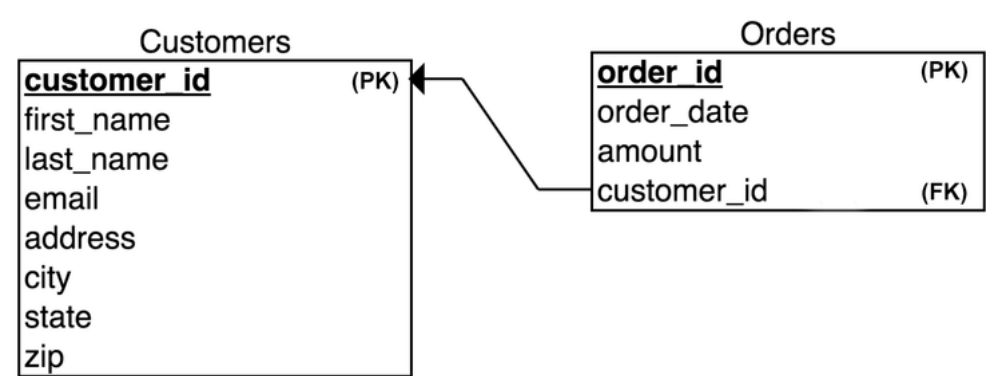 Customers
customer_id (PK)
first_name
last_name
email
address
city
state
zip
Orders
order_id (PK)
order_date
amount
customer_id (FK)